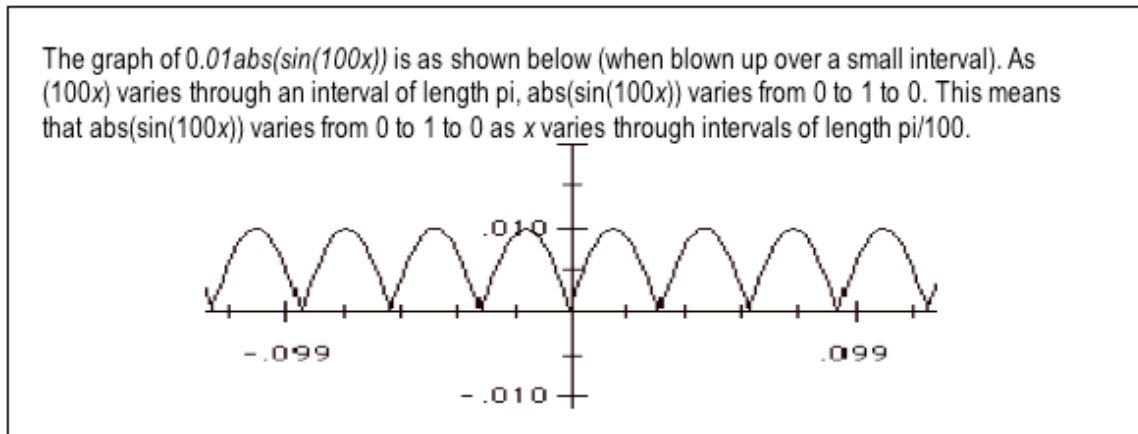 The graph of 0.01abs(sin(100x)) is as shown below (when blown up over a small interval). As
(100x) varies through an interval of length pi, abs(sin(100x)) varies from 0 to 1 to 0. This means
that abs(sin(100x)) varies from 0 to 1 to 0 as x varies through intervals of length pi/100.
.010
-.099
.099
-.010